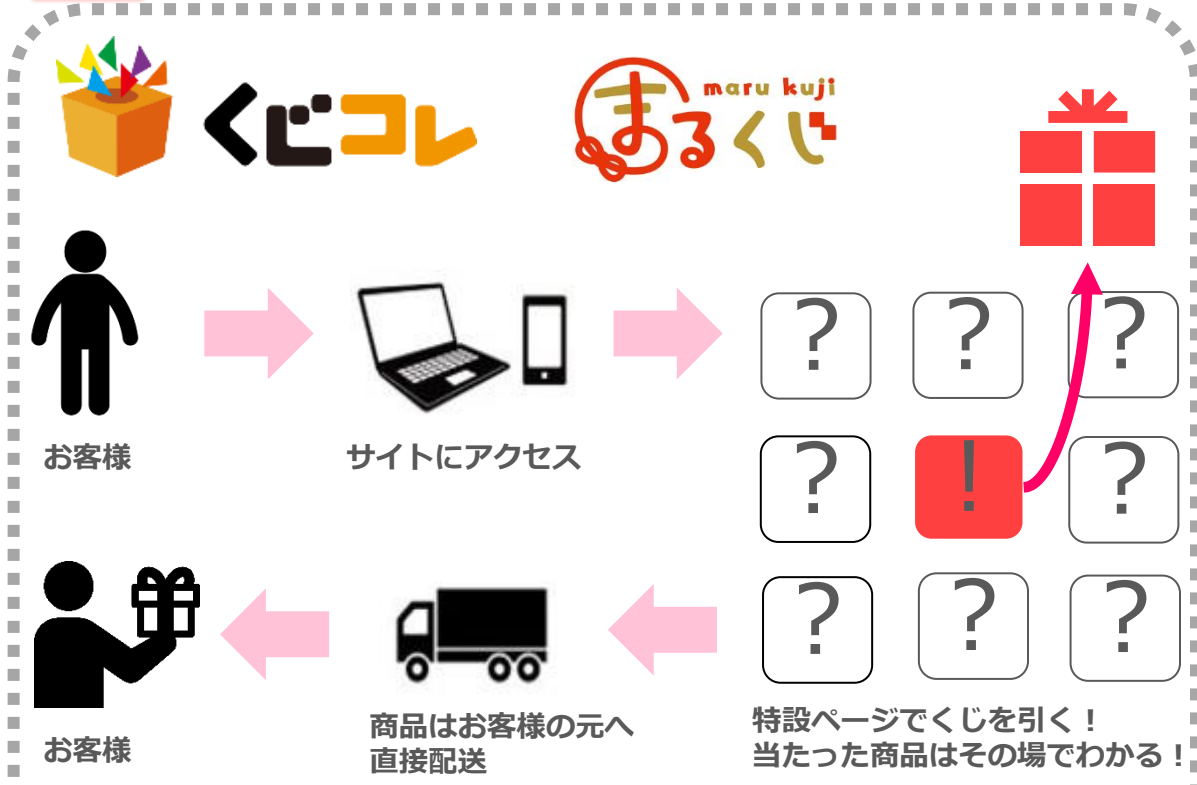 くじコレ
maru kuji
まるくじ
? ? ?
お客様
サイトにアクセス
? ! ?
? ? ?
商品はお客様の元へ
直接配送
特設ページでくじを引く！
当たった商品はその場でわかる！
お客様